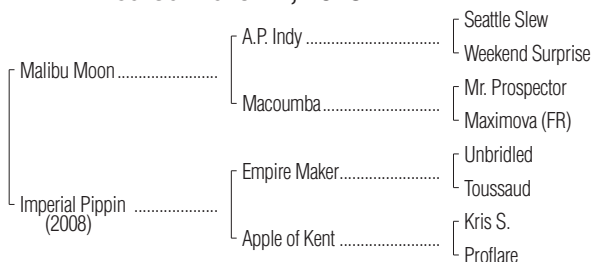 Seattle Slew
A.P. Indy ..................................
Weekend Surprise
Malibu Moon .........................
Mr. Prospector
Macoumba ..................................
Maximova (FR)
Unbridled
Empire Maker.........................
Toussaud
Imperial Pippin .....................
(2008)
Kris S.
Apple of Kent .........................
Proflare